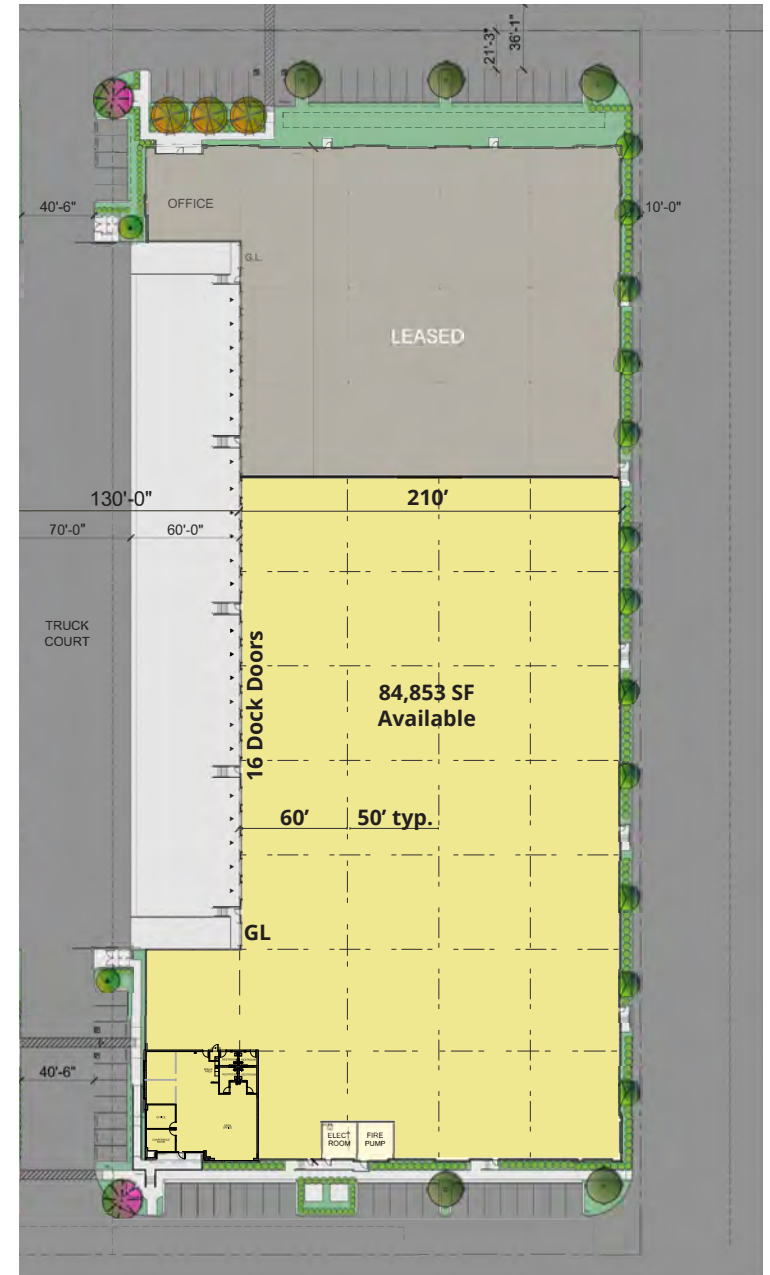 21'-3"
36'-1"
40'-6"
OFFICE
10'-0"
G.L.
LEASED
130'-0"
210'
70'-0"
60'-0"
TRUCK
COURT
16 Dock Doors
84,853 SF
Available
60'
50' typ.
GL
40'-6"
ELECT
ROOM
FIRE
PUMP